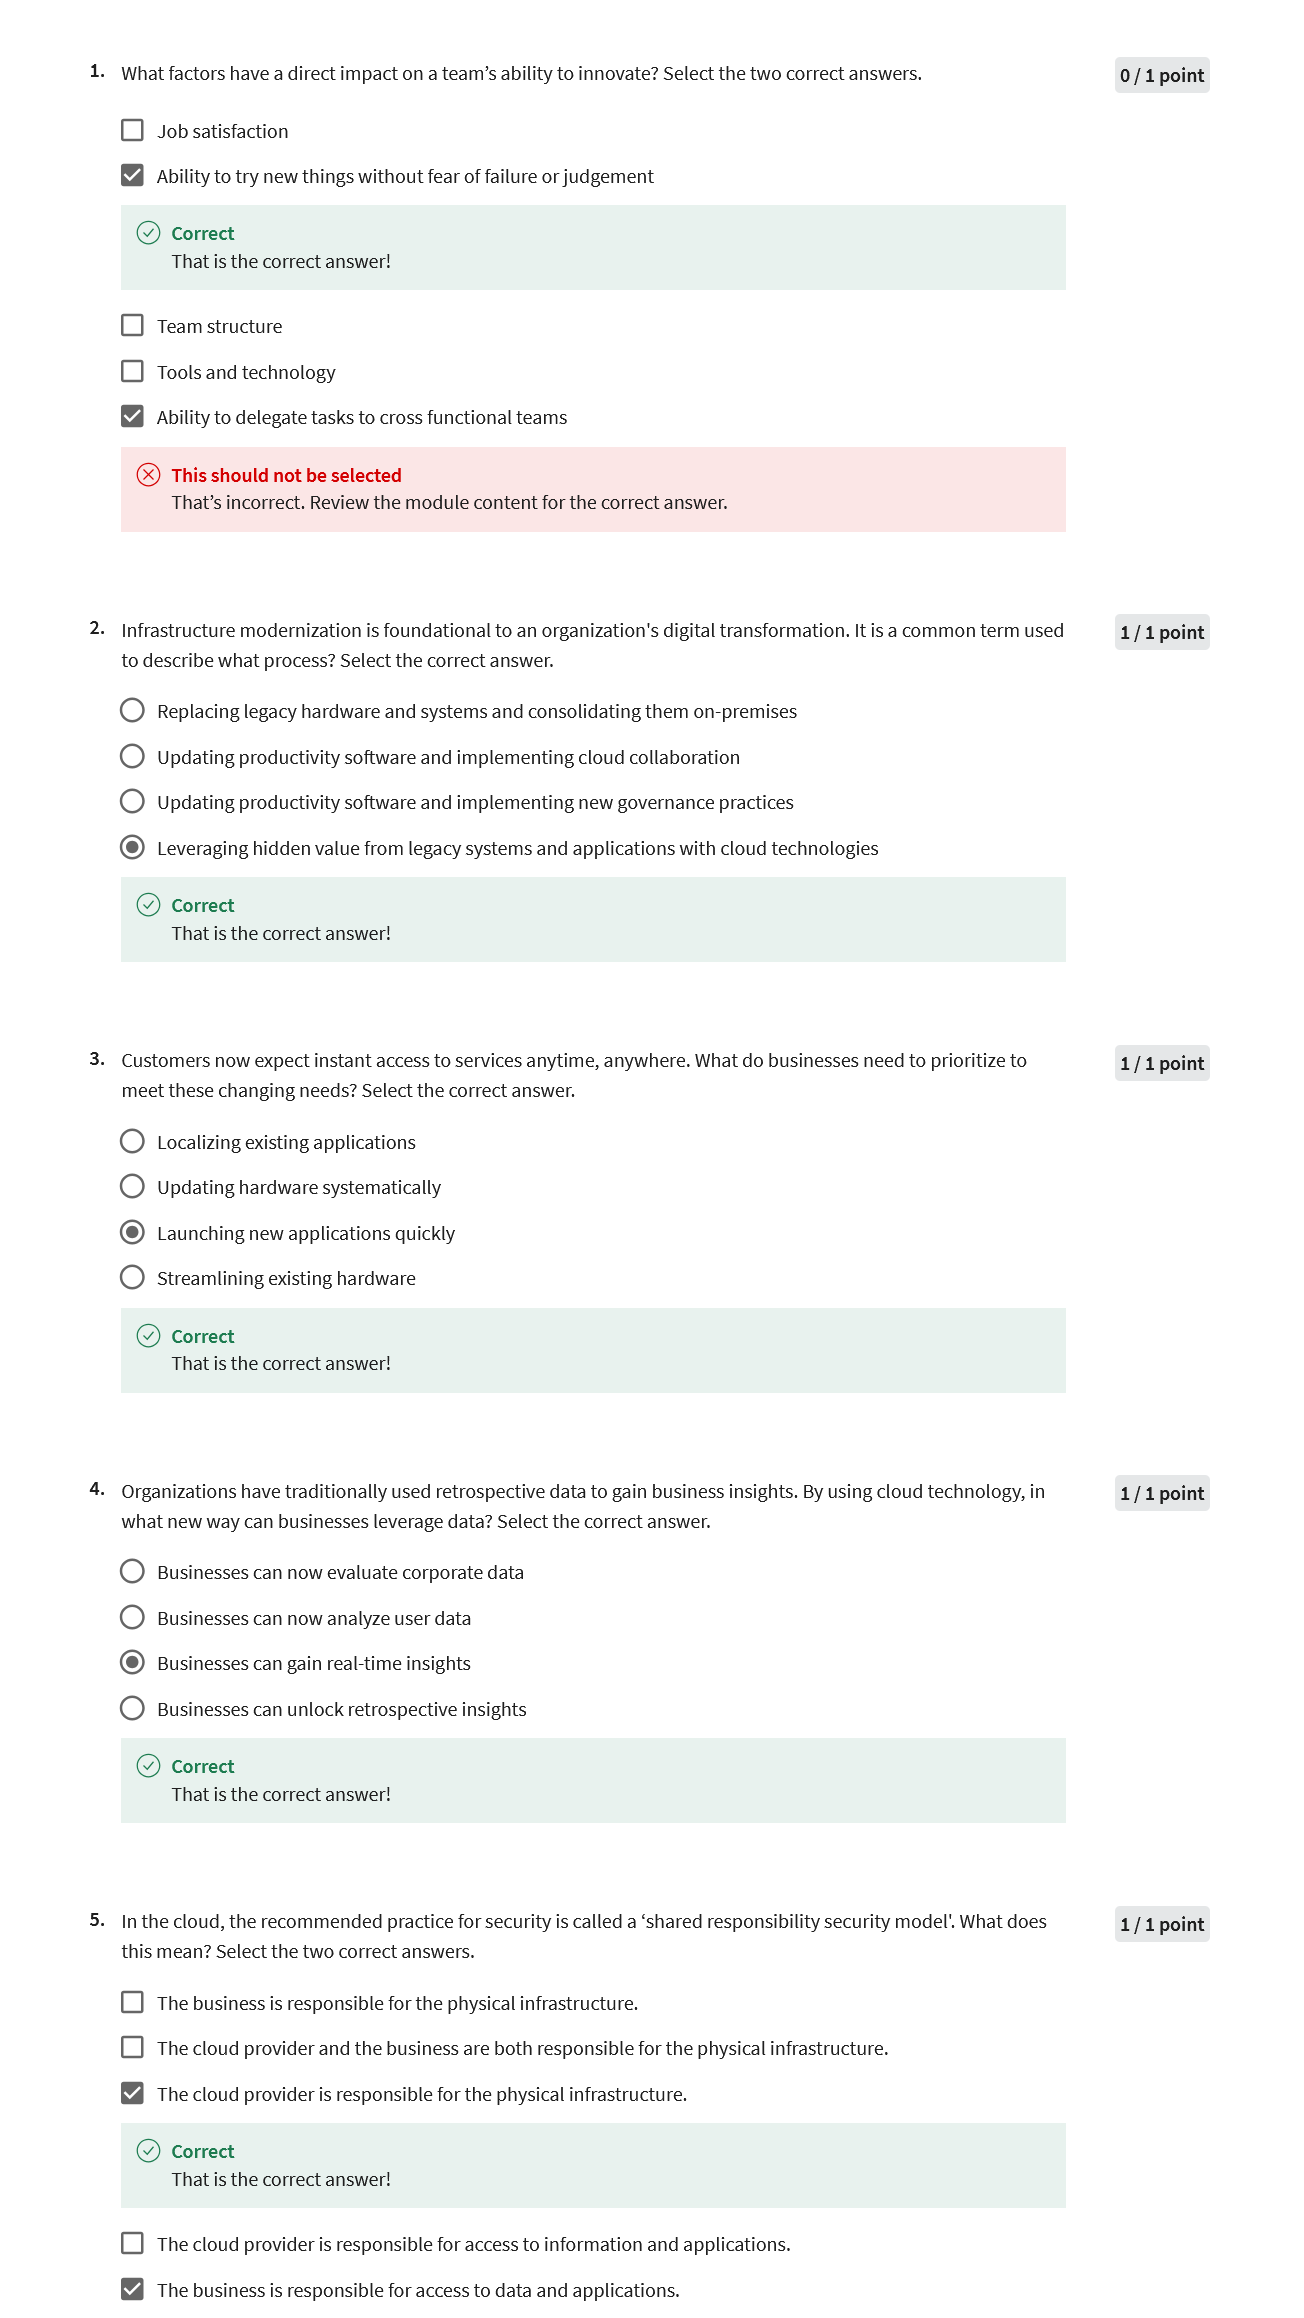 1. What factors have a direct impact on a team’s ability to innovate? Select the two correct answers.
0 / 1 point
Job satisfaction
Ability to try new things without fear of failure or judgement
Correct
That is the correct answer!
Team structure
Tools and technology
Ability to delegate tasks to cross functional teams
This should not be selected
That’s incorrect. Review the module content for the correct answer.
2. Infrastructure modernization is foundational to an organization's digital transformation. It is a common term used
to describe what process? Select the correct answer.
1 / 1 point
Replacing legacy hardware and systems and consolidating them on-premises
Updating productivity software and implementing cloud collaboration
Updating productivity software and implementing new governance practices
Leveraging hidden value from legacy systems and applications with cloud technologies
Correct
That is the correct answer!
3. Customers now expect instant access to services anytime, anywhere. What do businesses need to prioritize to
meet these changing needs? Select the correct answer.
1 / 1 point
Localizing existing applications
Updating hardware systematically
Launching new applications quickly
Streamlining existing hardware
Correct
That is the correct answer!
4. Organizations have traditionally used retrospective data to gain business insights. By using cloud technology, in
what new way can businesses leverage data? Select the correct answer.
1 / 1 point
Businesses can now evaluate corporate data
Businesses can now analyze user data
Businesses can gain real-time insights
Businesses can unlock retrospective insights
Correct
That is the correct answer!
5. In the cloud, the recommended practice for security is called a ‘shared responsibility security model'. What does
this mean? Select the two correct answers.
1 / 1 point
The business is responsible for the physical infrastructure.
The cloud provider and the business are both responsible for the physical infrastructure.
The cloud provider is responsible for the physical infrastructure.
Correct
That is the correct answer!
The cloud provider is responsible for access to information and applications.
The business is responsible for access to data and applications.